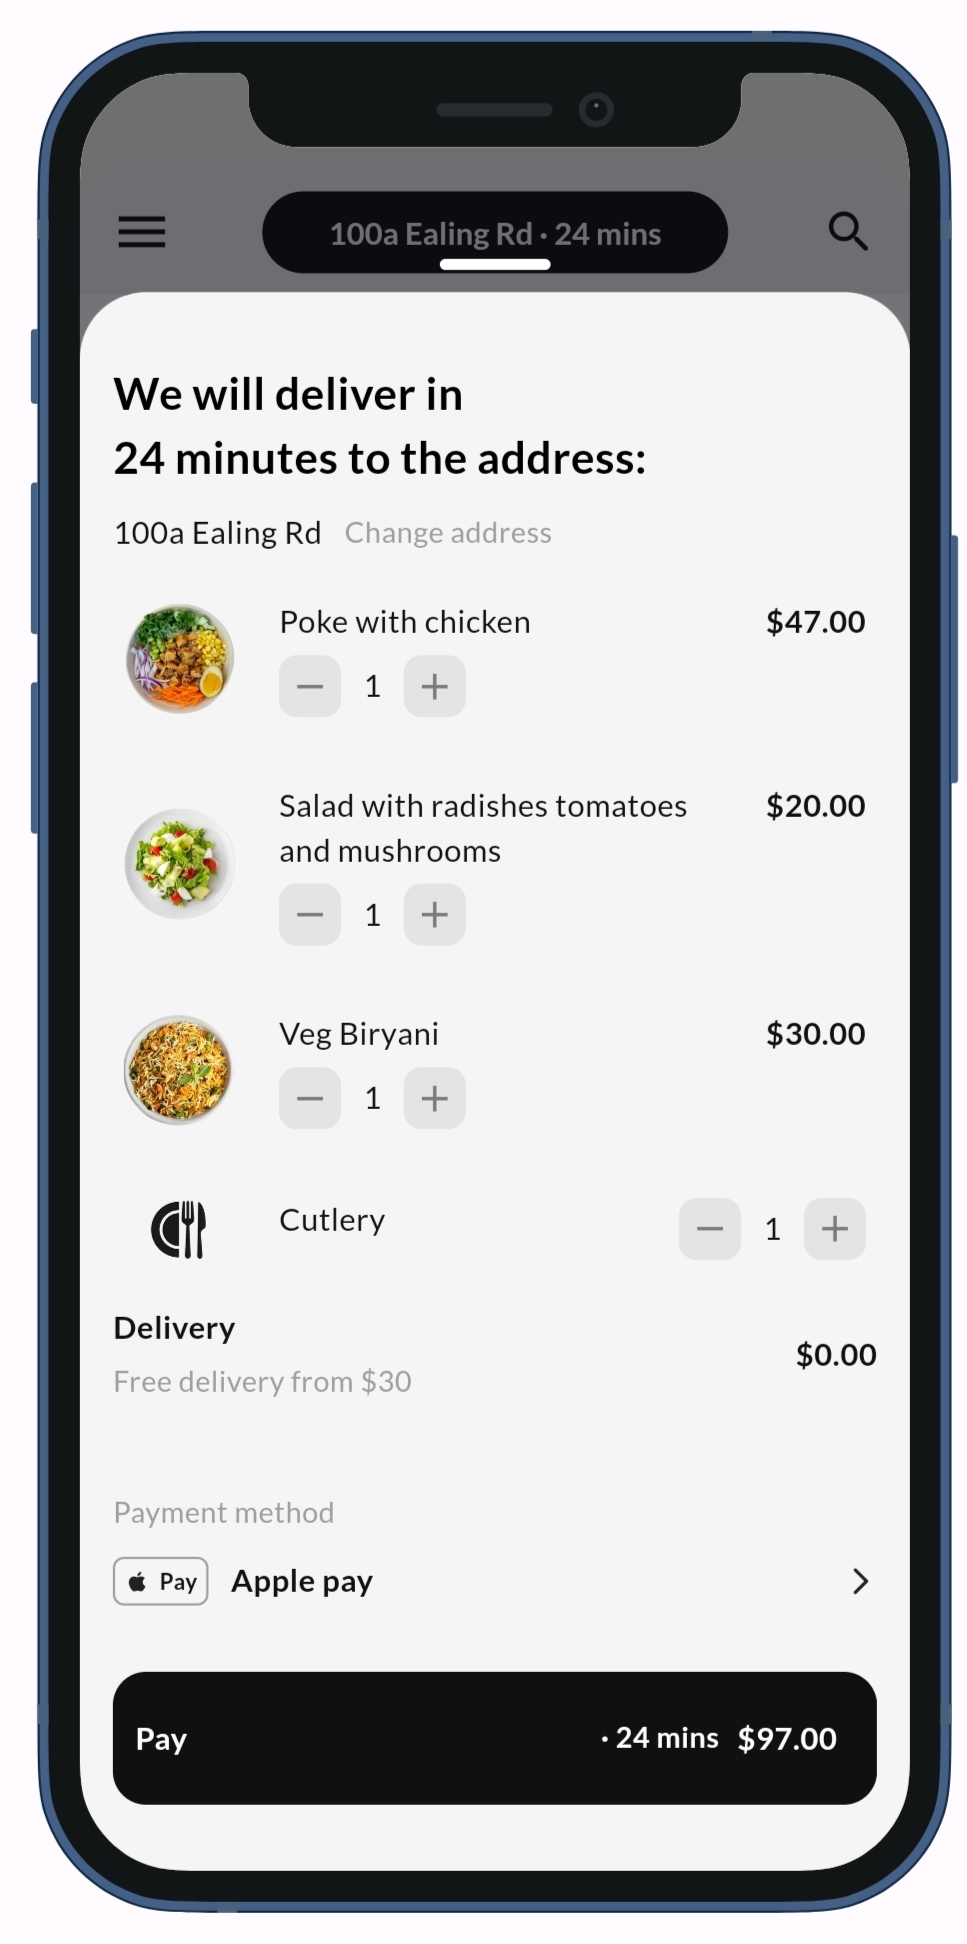 100a Ealing Rd · 24 mins
We will deliver in
24 minutes to the address:
100a Ealing Rd Change address
Poke with chicken $47.00
1
Salad with radishes tomatoes $20.00
and mushrooms
1
Veg Biryani $30.00
1
Cutlery 1
Delivery
$0.00
Free delivery from $30
Payment method
Pay Apple pay
Pay · 24 mins $97.00